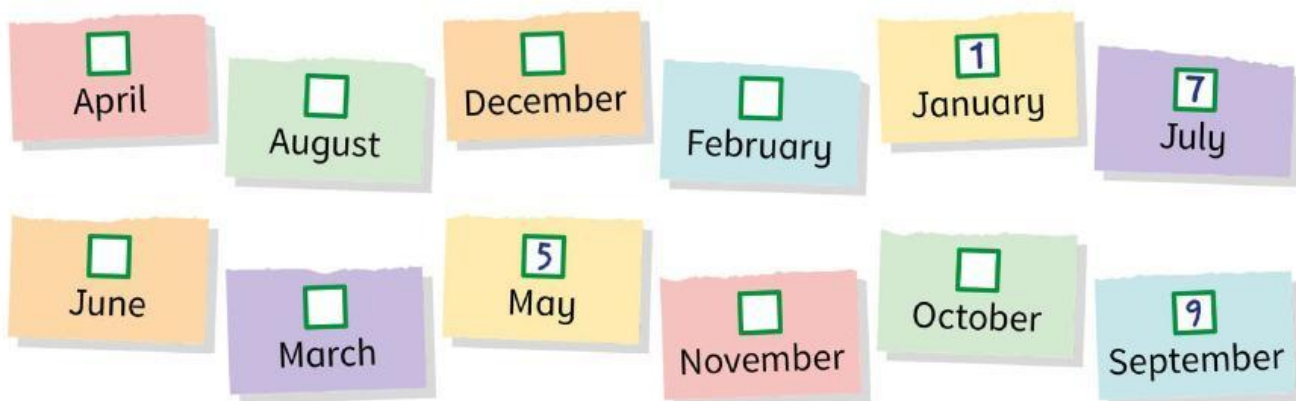 April
August
December
February
1
January
7
July
June
March
5
May
November
October
9
September